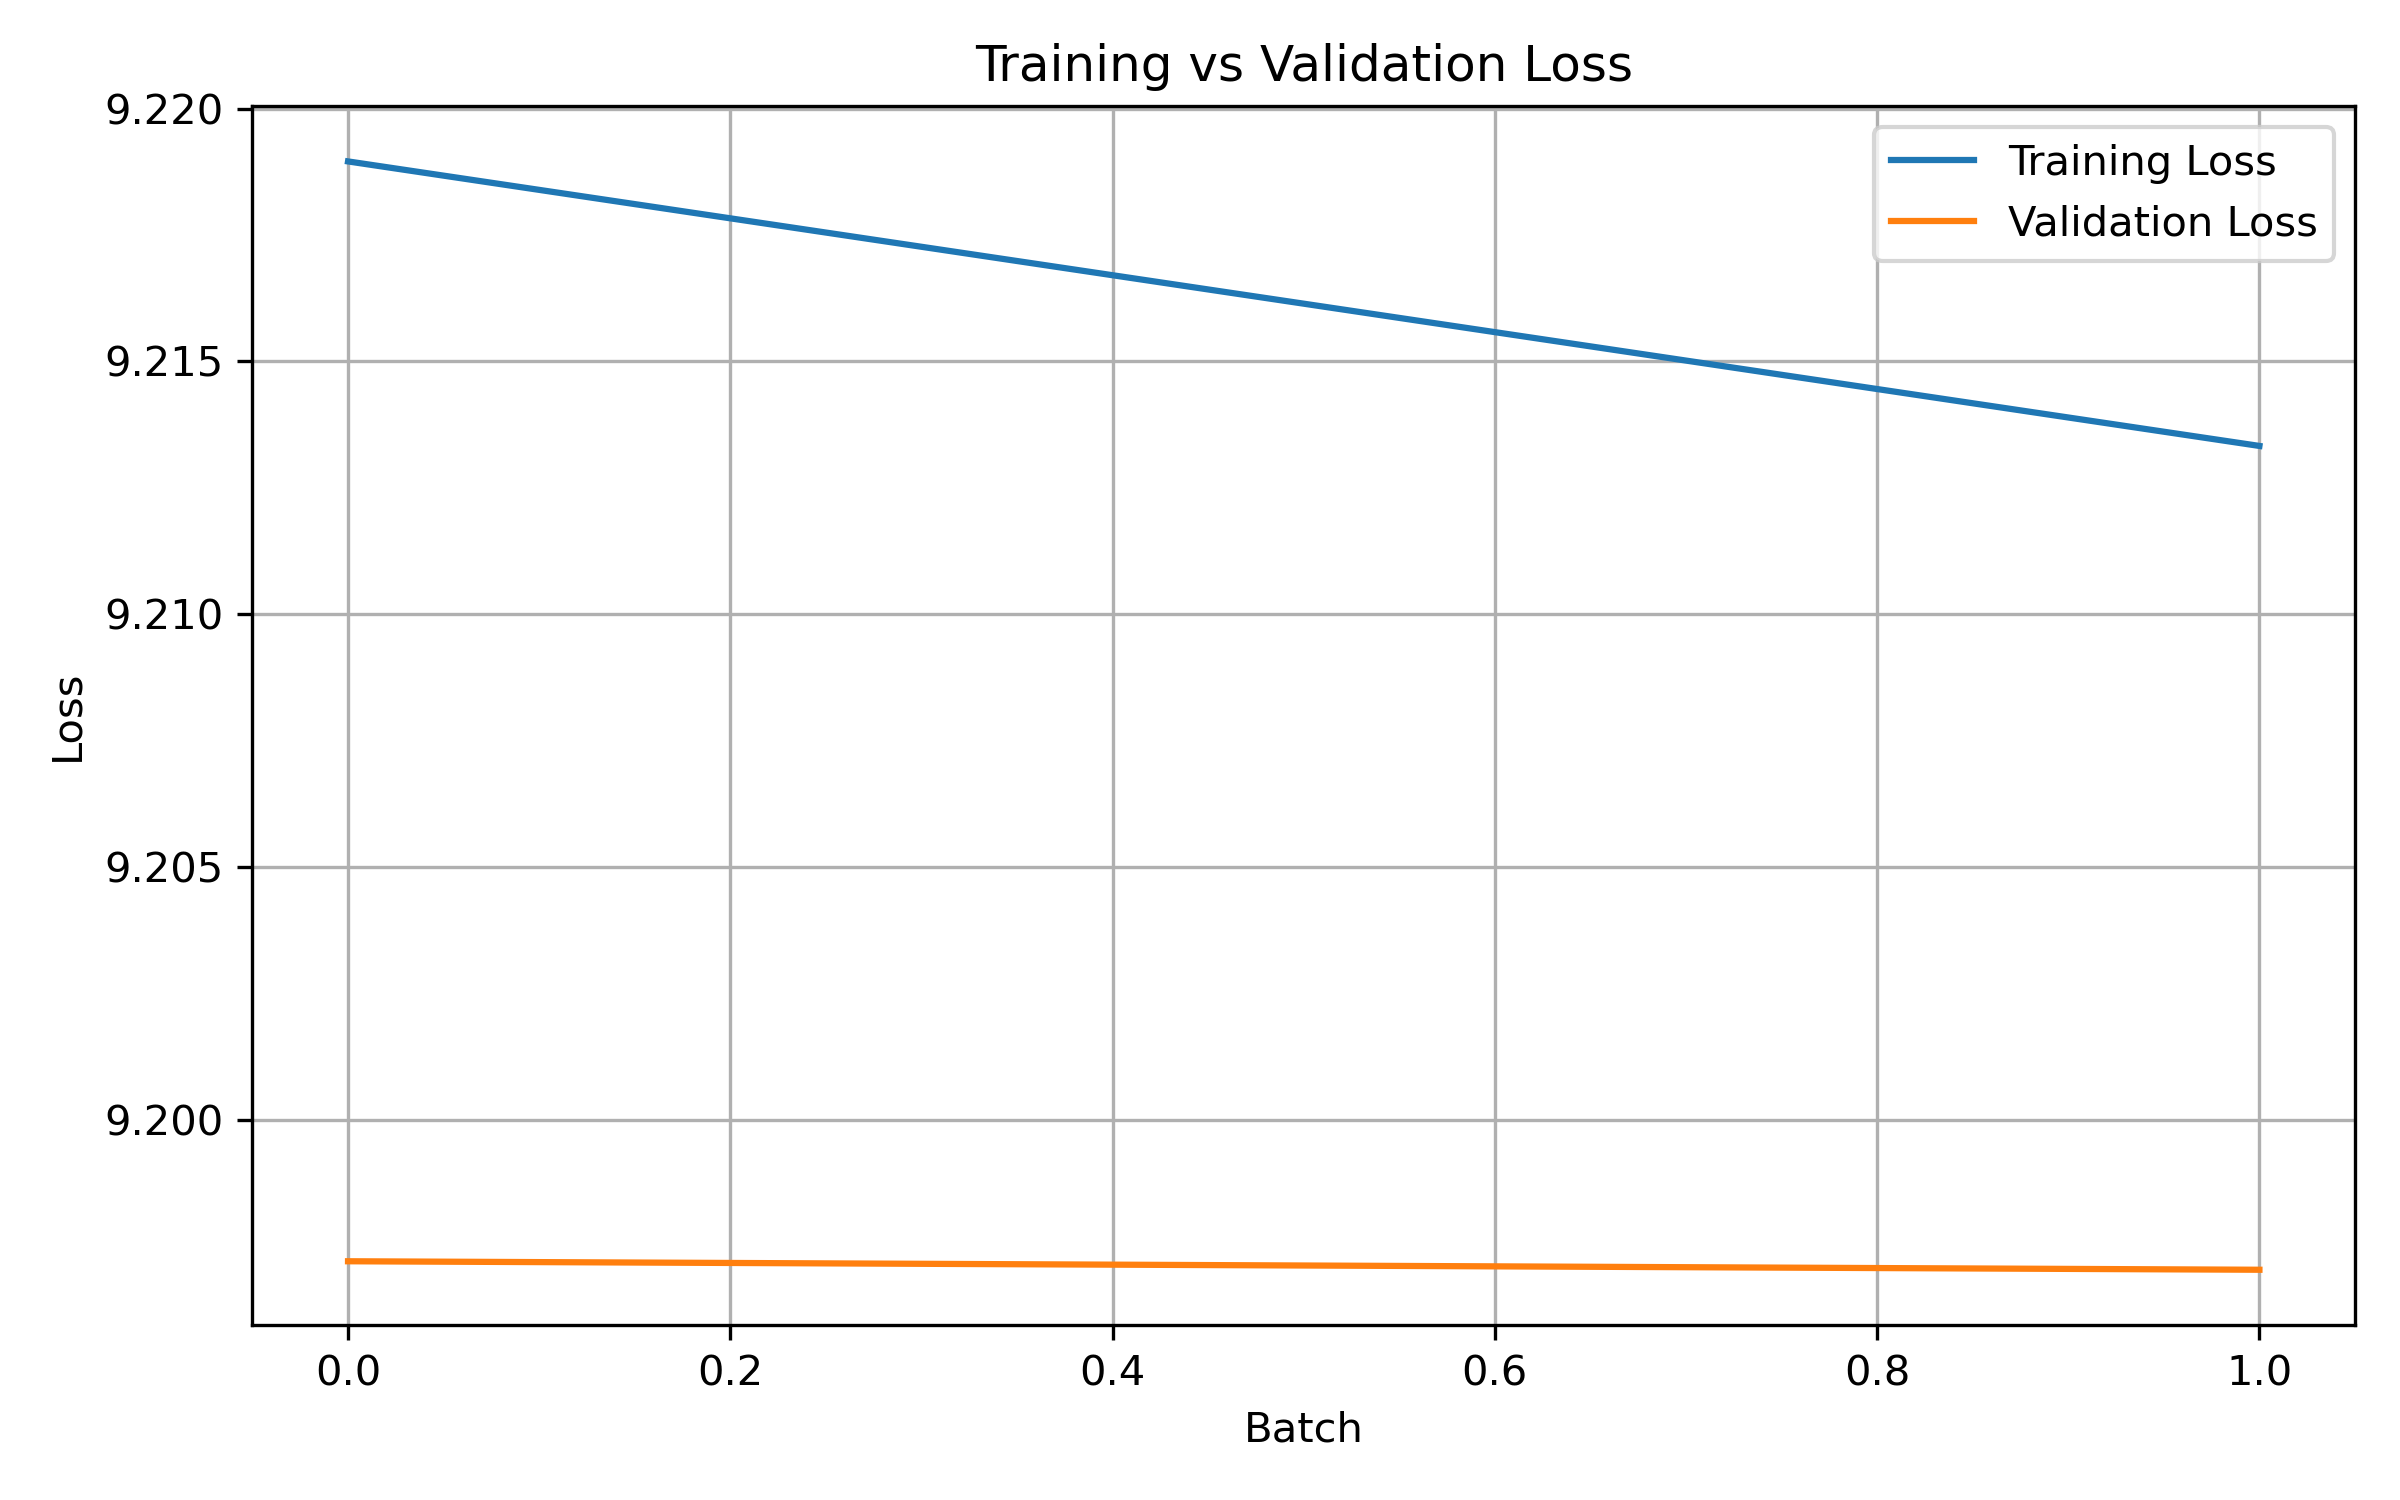 Training vs Validation Loss
Training Loss
Validation Loss
9.220
9.215
9.210
9.205
9.200
Loss
0.0 0.2 0.4 0.6 0.8 1.0
Batch